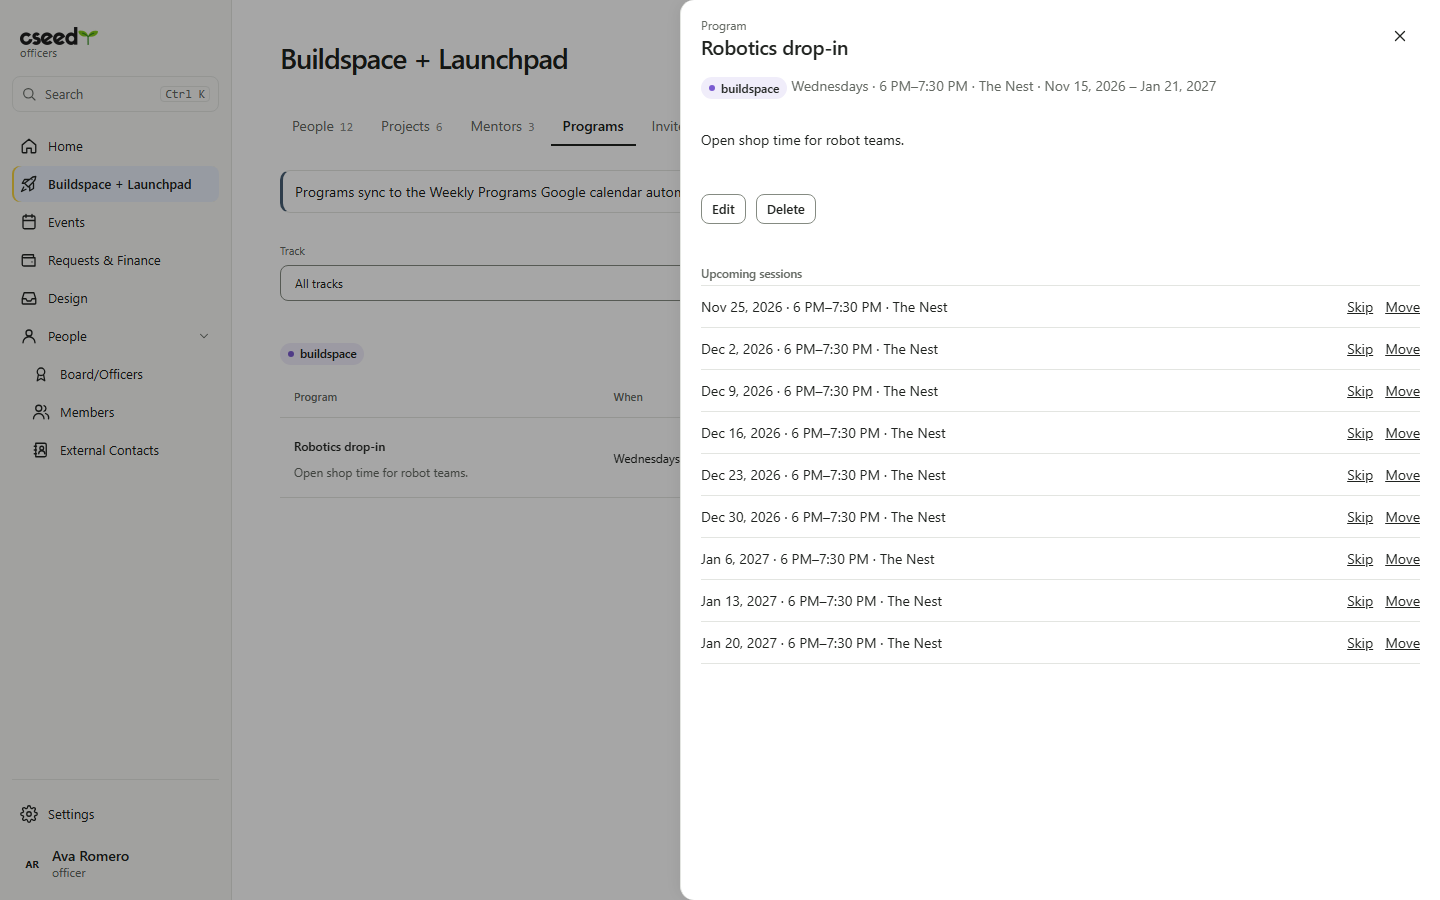 cseed
officers
Search Ctrl K
Home
Buildspace + Launchpad
Events
Requests & Finance
Design
People
Board/Officers
Members
External Contacts
Settings
AR Ava Romero
officer
Buildspace + Launchpad
People 12 Projects 6 Mentors 3 Programs Invite
Programs sync to the Weekly Programs Google calendar
Track
All tracks
buildspace
Program When
Robotics drop-in
Open shop time for robot teams.
Wednesdays
Program
Robotics drop-in
buildspace Wednesdays · 6 PM–7:30 PM · The Nest · Nov 15, 2026 – Jan 21, 2027
Open shop time for robot teams.
Edit Delete
Upcoming sessions
Nov 25, 2026 · 6 PM–7:30 PM · The Nest Skip Move
Dec 2, 2026 · 6 PM–7:30 PM · The Nest Skip Move
Dec 9, 2026 · 6 PM–7:30 PM · The Nest Skip Move
Dec 16, 2026 · 6 PM–7:30 PM · The Nest Skip Move
Dec 23, 2026 · 6 PM–7:30 PM · The Nest Skip Move
Dec 30, 2026 · 6 PM–7:30 PM · The Nest Skip Move
Jan 6, 2027 · 6 PM–7:30 PM · The Nest Skip Move
Jan 13, 2027 · 6 PM–7:30 PM · The Nest Skip Move
Jan 20, 2027 · 6 PM–7:30 PM · The Nest Skip Move